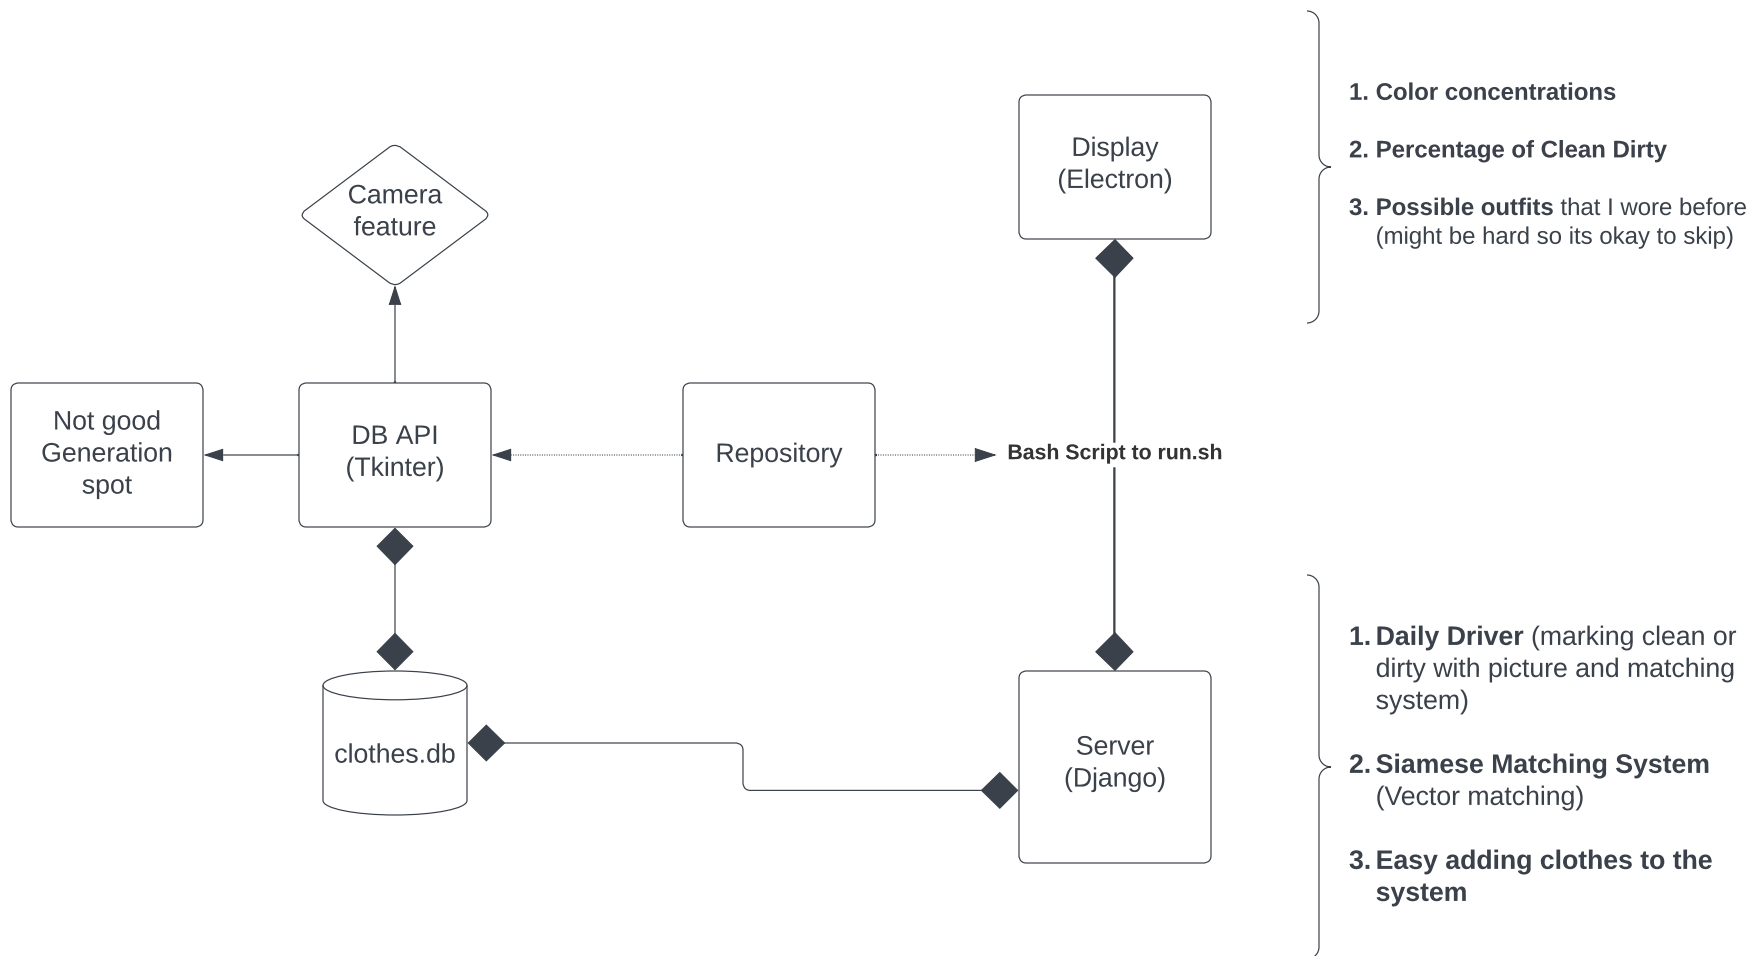 1. Color concentrations
2. Percentage of Clean Dirty
3. Possible outfits that I wore before
(might be hard so its okay to skip)
Display
(Electron)
Camera
feature
Not good
Generation
spot
DB API
(Tkinter)
Repository
Bash Script to run.sh
clothes.db
Server
(Django)
1. Daily Driver (marking clean or
dirty with picture and matching
system)
2. Siamese Matching System
(Vector matching)
3. Easy adding clothes to the
system